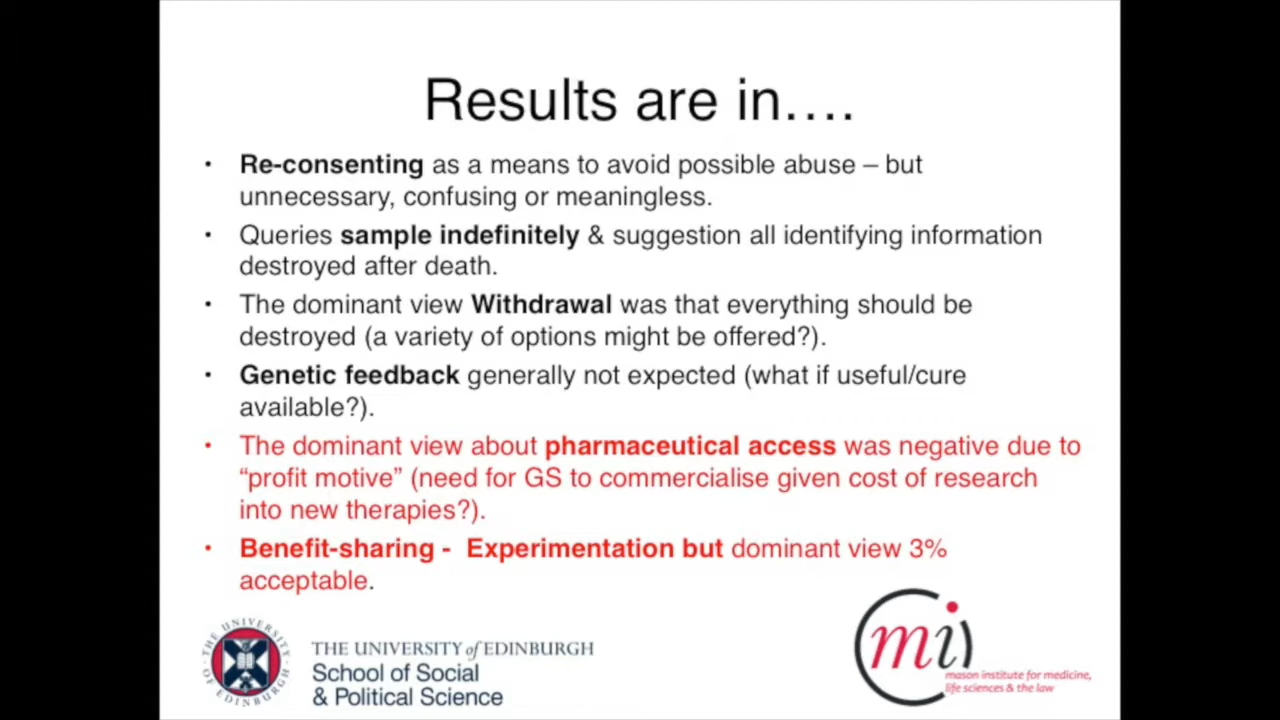 Results are in….
• Re-consenting as a means to avoid possible abuse – but
unnecessary, confusing or meaningless.
• Queries sample indefinitely & suggestion all identifying information
destroyed after death.
• The dominant view Withdrawal was that everything should be
destroyed (a variety of options might be offered?).
• Genetic feedback generally not expected (what if useful/cure
available?).
• The dominant view about pharmaceutical access was negative due to
“profit motive” (need for GS to commercialise given cost of research
into new therapies?).
• Benefit-sharing - Experimentation but dominant view 3%
acceptable.
THE UNIVERSITY OF EDINBURGH
THE UNIVERSITY of EDINBURGH
School of Social
& Political Science
mi
mason institute for medicine,
life sciences & the law